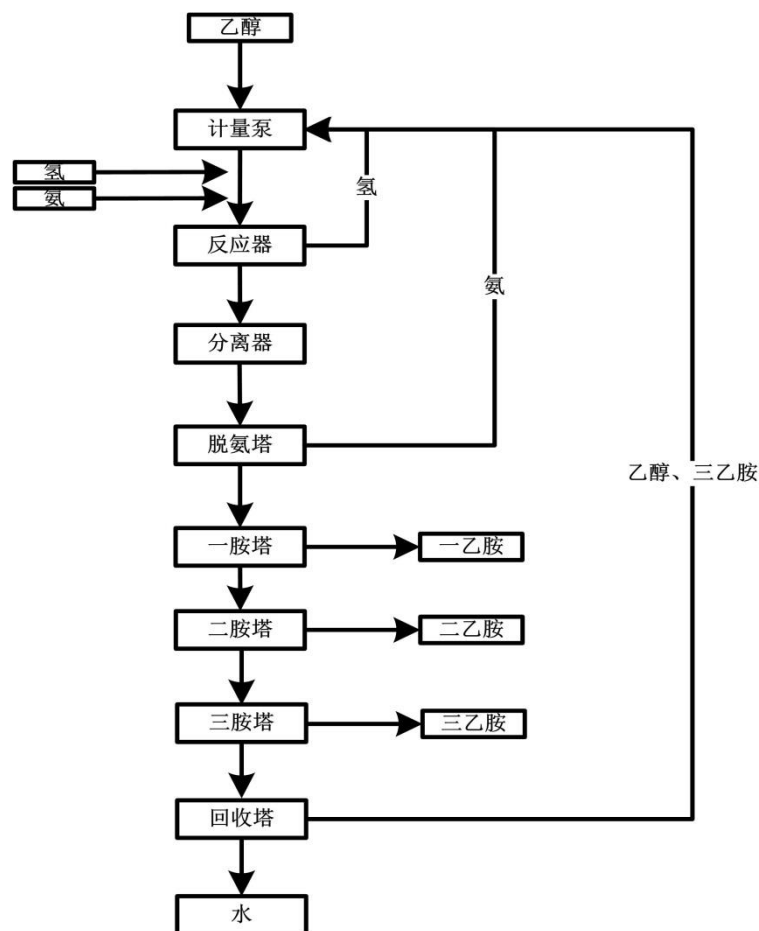 乙醇
计量泵
氢
氨
氢
反应器
氨
分离器
脱氨塔
乙醇、三乙胺
一胺塔
一乙胺
二胺塔
二乙胺
三胺塔
三乙胺
回收塔
水